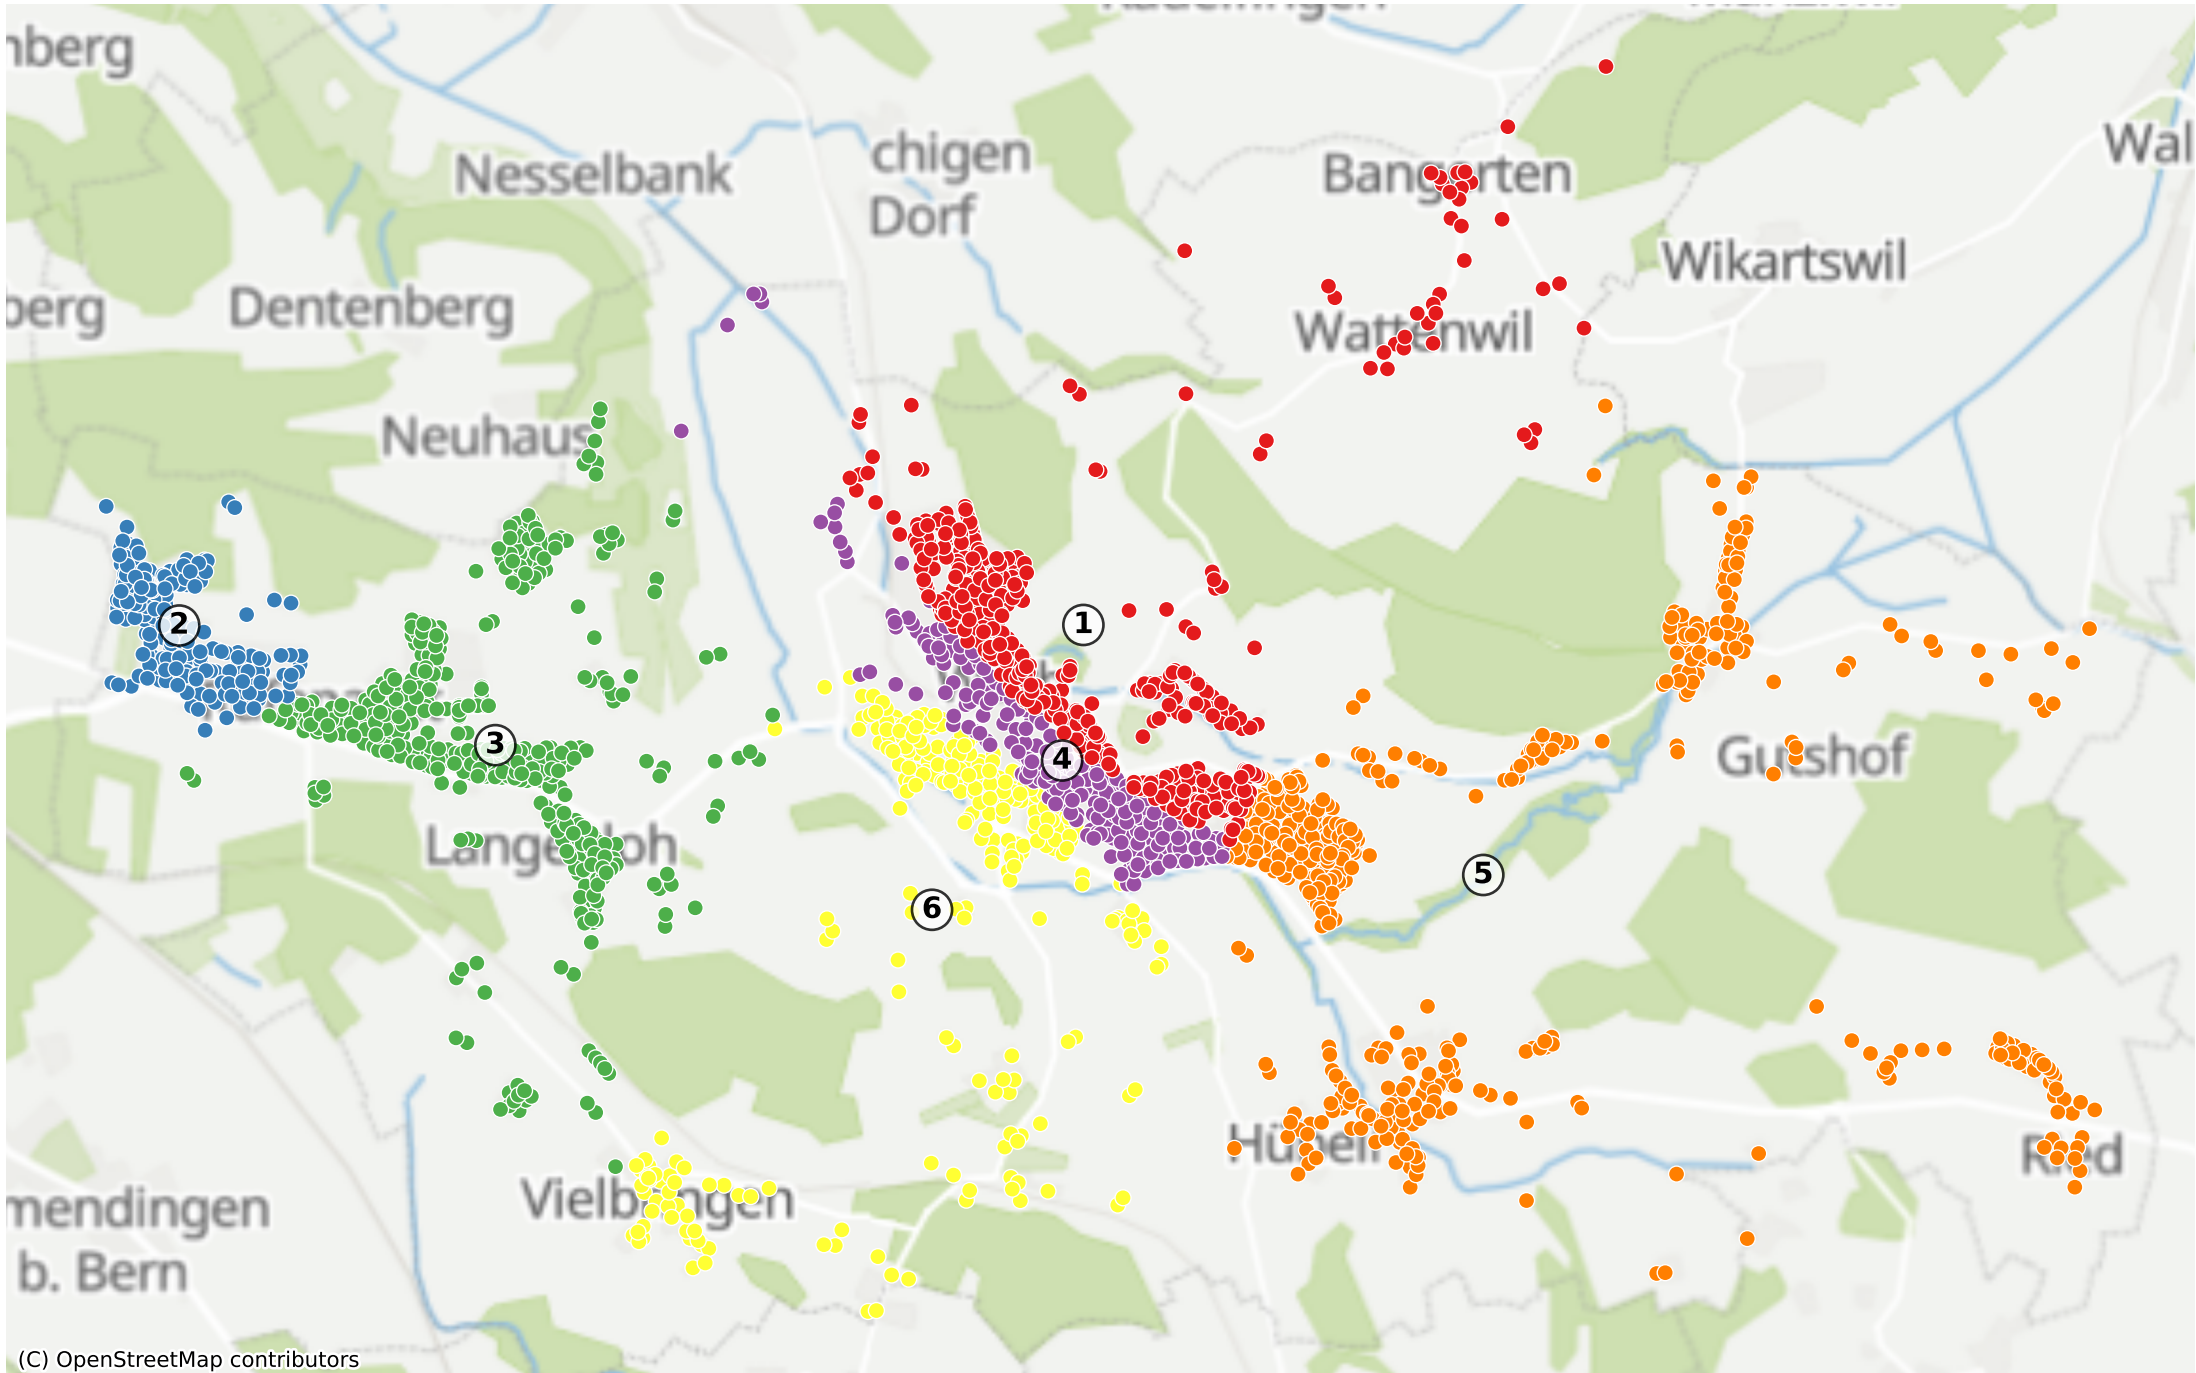 nberg
chigen
Dorf
Nesselbank
Bangerten
Wal
Wikartswil
berg
Dentenberg
Wattenwil
Neuhaus
1
2
3
4
Gutshof
Langenloh
5
6
Hubeli
Ried
Vielbringen
mendingen
b. Bern
(C) OpenStreetMap contributors